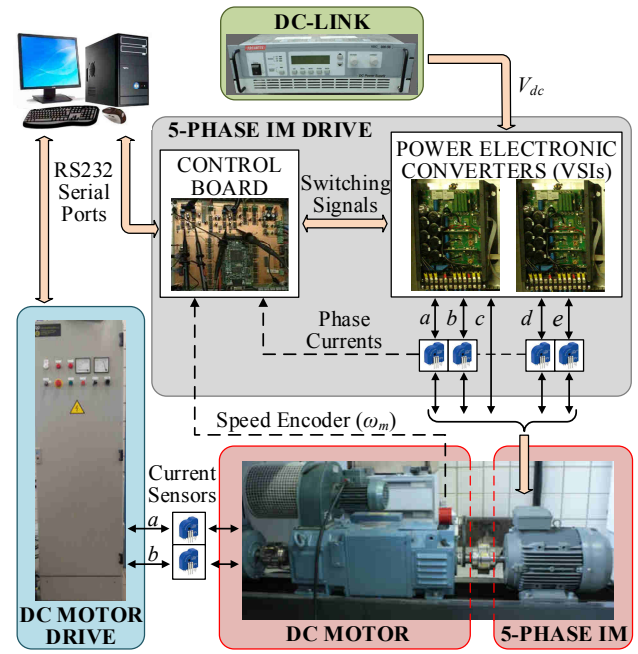 DC-LINK
V_dc
5-PHASE IM DRIVE
RS232
Serial
Ports
CONTROL
BOARD
Switching
Signals
POWER ELECTRONIC
CONVERTERS (VSIs)
a b c d e
Phase
Currents
Speed Encoder (ω_m)
Current
Sensors
a
b
DC MOTOR
DRIVE
DC MOTOR
5-PHASE IM